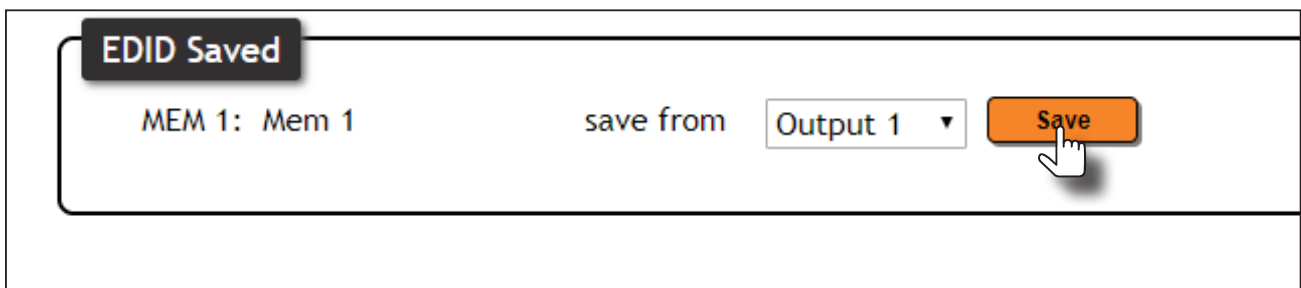 EDID Saved
MEM 1: Mem 1 save from Output 1 Save